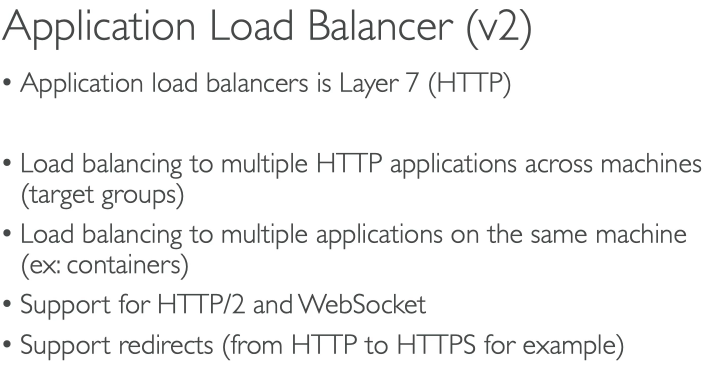 Application Load Balancer (v2)
• Application load balancers is Layer 7 (HTTP)
• Load balancing to multiple HTTP applications across machines
(target groups)
• Load balancing to multiple applications on the same machine
(ex: containers)
• Support for HTTP/2 and WebSocket
• Support redirects (from HTTP to HTTPS for example)